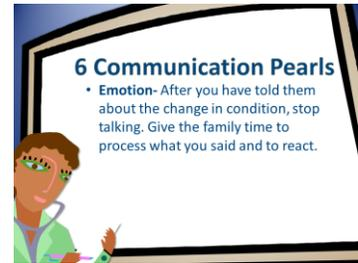 6 Communication Pearls
• Emotion- After you have told them
about the change in condition, stop
talking. Give the family time to
process what you said and to react.